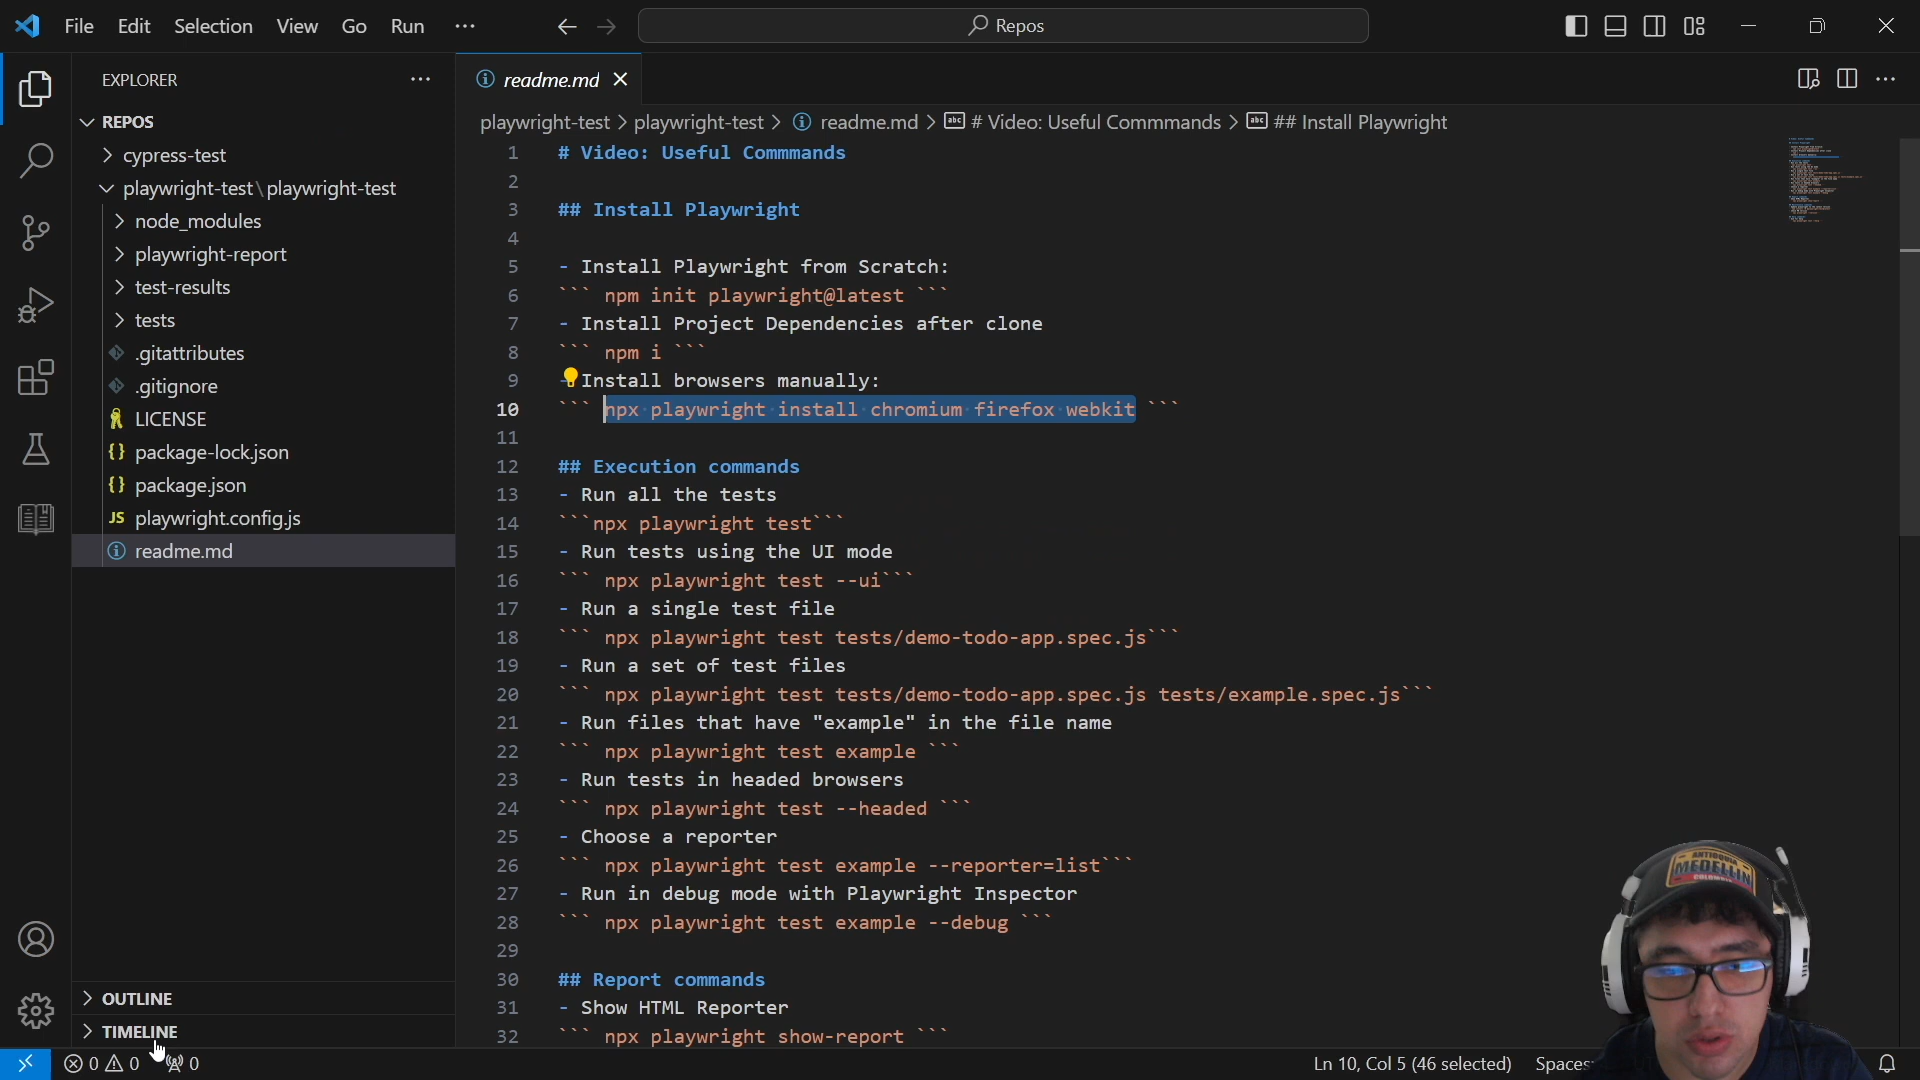 File Edit Selection View Go Run ··· Repos
EXPLORER ···
REPOS
cypress-test
playwright-test\playwright-test
node_modules
playwright-report
test-results
tests
.gitattributes
.gitignore
LICENSE
package-lock.json
package.json
JS playwright.config.js
readme.md
OUTLINE
TIMELINE
readme.md
playwright-test > playwright-test > readme.md > # Video: Useful Commmands > ## Install Playwright
1 # Video: Useful Commmands
2
3 ## Install Playwright
4
5 - Install Playwright from Scratch:
6 ``` npm init playwright@latest ```
7 - Install Project Dependencies after clone
8 ``` npm i ```
9 - Install browsers manually:
10 ``` npx playwright install chromium firefox webkit ```
11
12 ## Execution commands
13 - Run all the tests
14 ```npx playwright test```
15 - Run tests using the UI mode
16 ``` npx playwright test --ui```
17 - Run a single test file
18 ``` npx playwright test tests/demo-todo-app.spec.js```
19 - Run a set of test files
20 ``` npx playwright test tests/demo-todo-app.spec.js tests/example.spec.js```
21 - Run files that have "example" in the file name
22 ``` npx playwright test example ```
23 - Run tests in headed browsers
24 ``` npx playwright test --headed ```
25 - Choose a reporter
26 ``` npx playwright test example --reporter=list```
27 - Run in debug mode with Playwright Inspector
28 ``` npx playwright test example --debug ```
29
30 ## Report commands
31 - Show HTML Reporter
32 ``` npx playwright show-report ```
ANTIOQUIA
MEDELLIN
COLOMBIA
0 0 0 Ln 10, Col 5 (46 selected) Spaces: